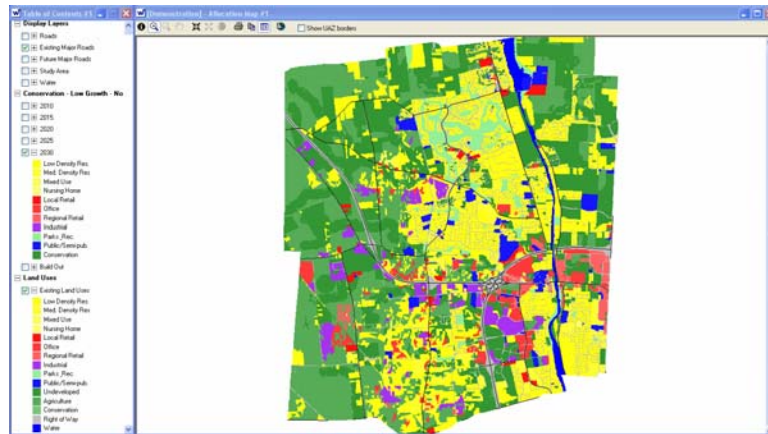 Table of Contents #1
[Demonstration] - Allocation Map #1
Show UAZ borders
Display Layers
Roads
Existing Major Roads
Future Major Roads
Study Area
Water
Conservation - Low Growth - No
2010
2015
2020
2025
2030
Low Density Res.
Med. Density Res
Mixed Use
Nursing Home
Local Retail
Office
Regional Retail
Industrial
Parks_Rec
Public/Semi-pub
Conservation
Build Out
Land Uses
Existing Land Uses
Low Density Res.
Med. Density Res
Mixed Use
Nursing Home
Local Retail
Office
Regional Retail
Industrial
Parks_Rec
Public/Semi-pub
Undeveloped
Agriculture
Conservation
Right of Way
Water